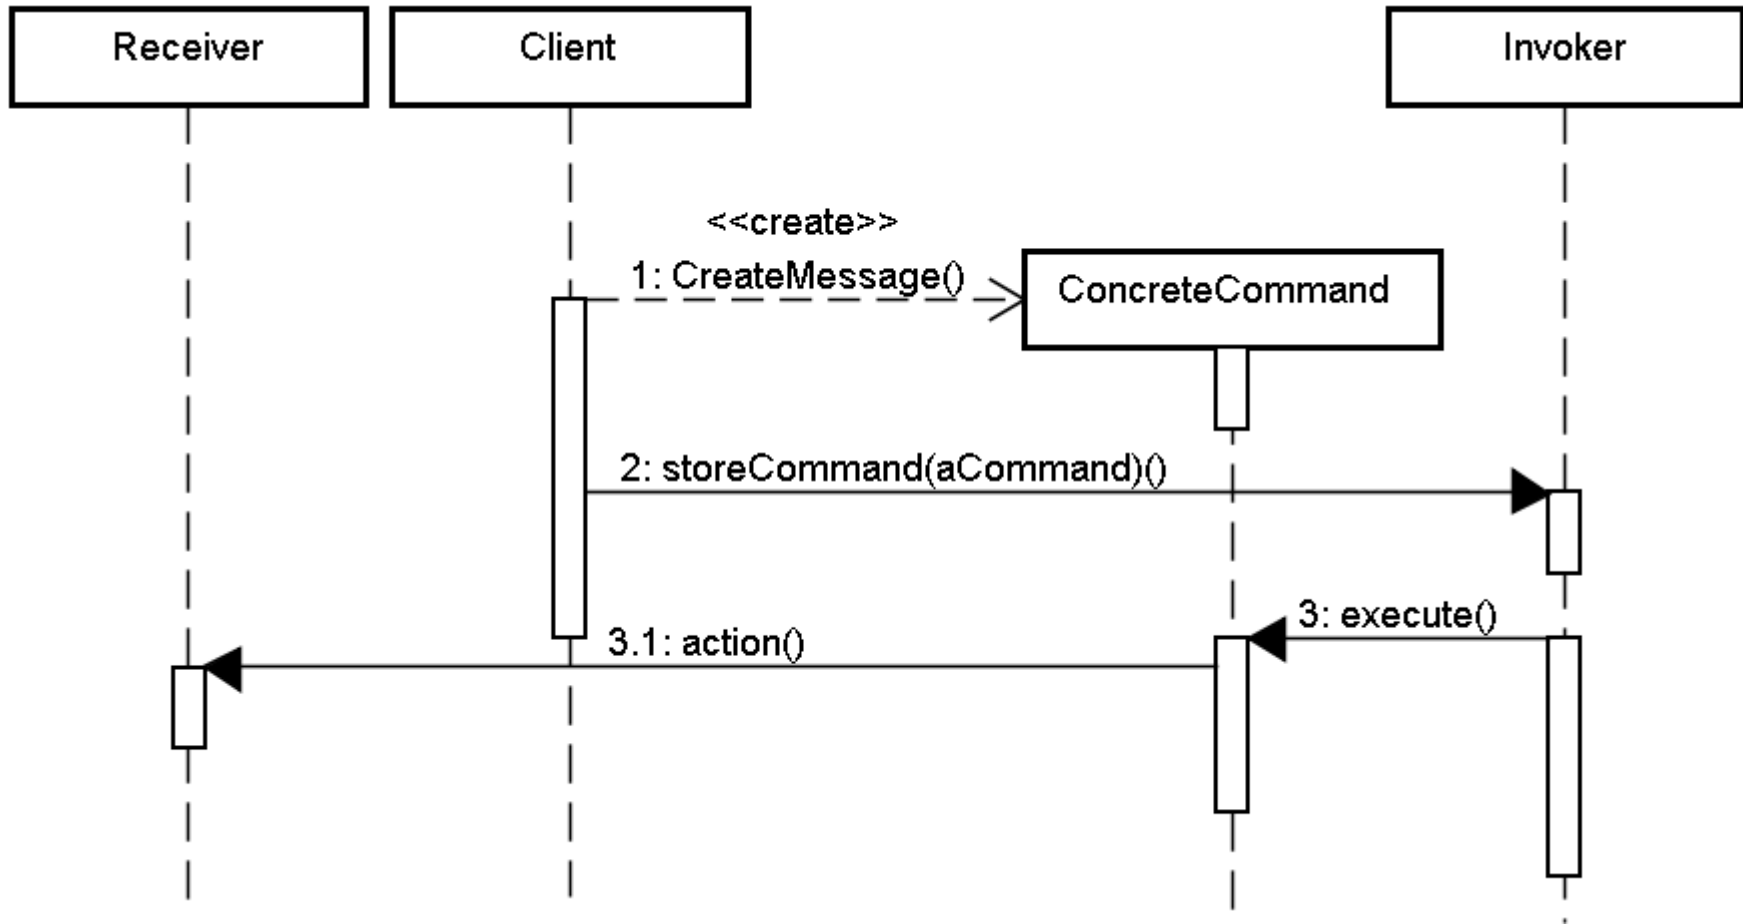 Receiver
Client
Invoker
<<create>>
1: CreateMessage()
ConcreteCommand
2: storeCommand(aCommand)()
3: execute()
3.1: action()